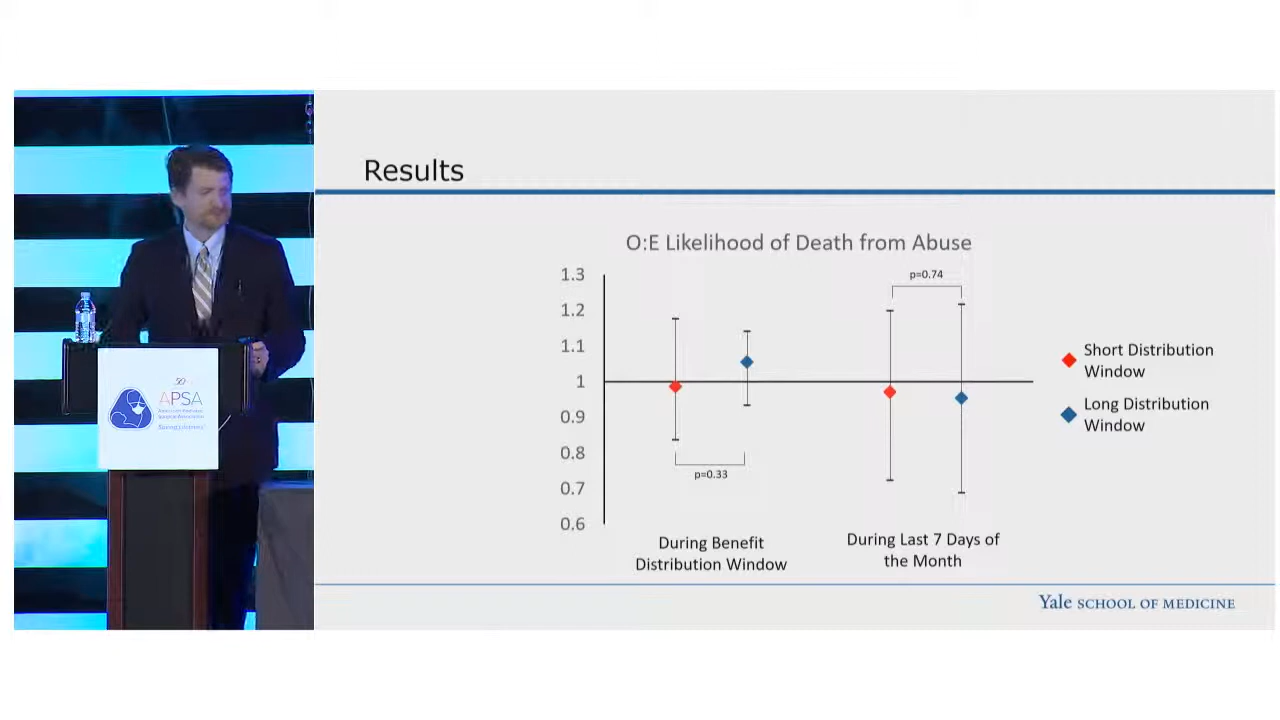 Results
O:E Likelihood of Death from Abuse
1.3
1.2
1.1
1
0.9
0.8
0.7
0.6
p=0.74
p=0.33
During Benefit
Distribution Window
During Last 7 Days of
the Month
Short Distribution
Window
Long Distribution
Window
Yale SCHOOL OF MEDICINE
50
APSA